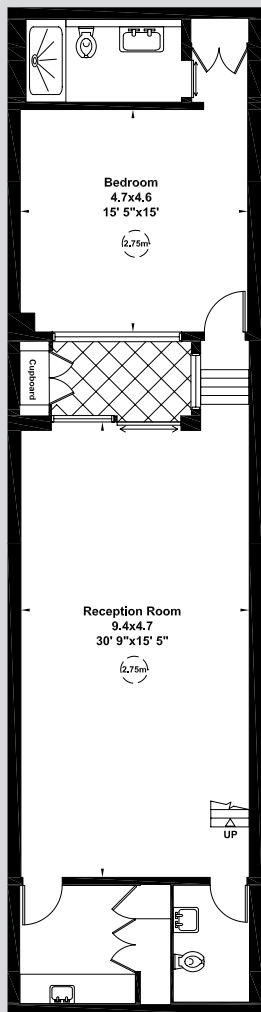 Bedroom
4.7x4.6
15' 5"x15'
2.75m
Cupboard
Reception Room
9.4x4.7
30' 9"x15' 5"
2.75m
UP